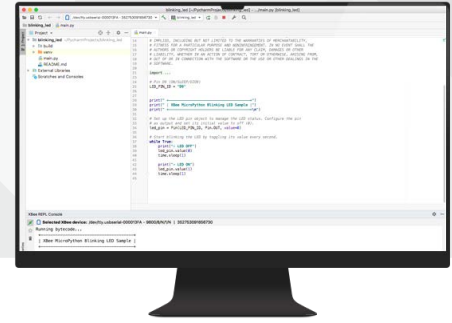 blinking_led
main.py
Project
blinking_led
build
main.py
README.md
External Libraries
Scratches and Consoles
main.py
# IMPLIED, INCLUDING BUT NOT LIMITED TO THE WARRANTIES OF MERCHANTABILITY,
# FITNESS FOR A PARTICULAR PURPOSE AND NONINFRINGEMENT. IN NO EVENT SHALL THE
# AUTHORS OR COPYRIGHT HOLDERS BE LIABLE FOR ANY CLAIM, DAMAGES OR OTHER
# LIABILITY, WHETHER IN AN ACTION OF CONTRACT, TORT OR OTHERWISE, ARISING FROM,
# OUT OF OR IN CONNECTION WITH THE SOFTWARE OR THE USE OR OTHER DEALINGS IN THE
# SOFTWARE.
import ...
LED_PIN_ID =
print("
print(" | XBee MicroPython Blinking LED Sample |")
print("
# Set up the LED pin object to manage the LED status. Configure the pin
# as output and set its initial value to off (0).
led_pin = Pin(LED_PIN_ID, Pin.OUT, value=0)
# Start blinking the LED by toggling its value every second.
while True:
print("- LED OFF")
led_pin.value(0)
time.sleep(1)
print("- LED ON")
led_pin.value(1)
time.sleep(1)
XBee REPL Console
Detected XBee device:
Running bytecode...
| XBee MicroPython Blinking LED Sample |